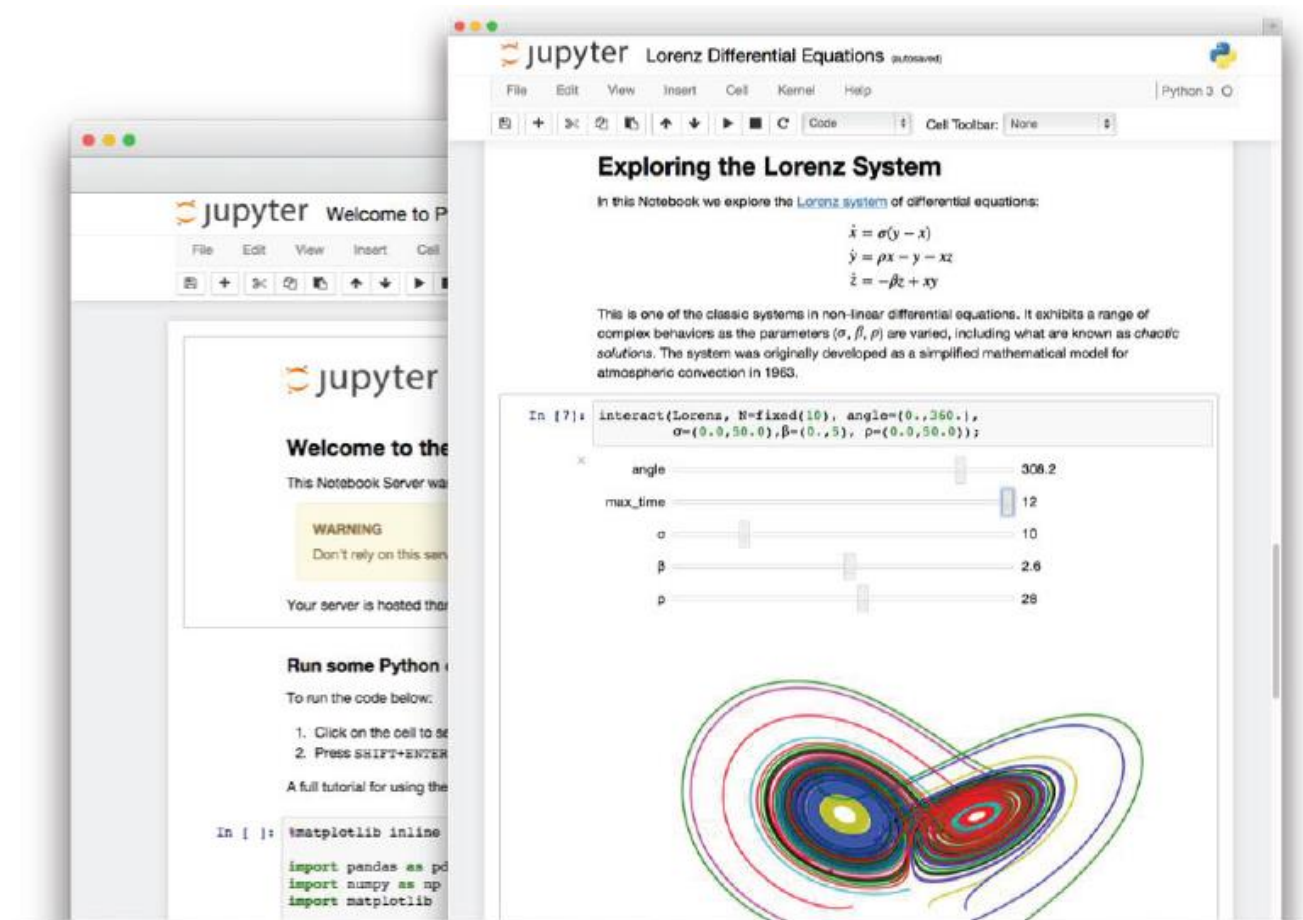 jupyter Lorenz Differential Equations (autosaved)
File Edit View Insert Cell Kernel Help Python 3
Code Cell Toolbar: None
Exploring the Lorenz System
In this Notebook we explore the Lorenz system of differential equations:
ẋ = σ(y − x)
ẏ = ρx − y − xz
ż = −βz + xy
This is one of the classic systems in non-linear differential equations. It exhibits a range of
complex behaviors as the parameters (σ, β, ρ) are varied, including what are known as chaotic
solutions. The system was originally developed as a simplified mathematical model for
atmospheric convection in 1963.
In [7]: interact(Lorenz, N=fixed(10), angle=(0.,360.),
σ=(0.0,50.0),β=(0.,5), ρ=(0.0,50.0));
angle 308.2
max_time 12
σ 10
β 2.6
ρ 28
jupyter Welcome to P
File Edit View Insert Cell
jupyter
Welcome to the
This Notebook Server wa
WARNING
Don't rely on this serv
Your server is hosted than
Run some Python
To run the code below:
1. Click on the cell to se
2. Press SHIFT+ENTER
A full tutorial for using the
In [ ]: %matplotlib inline
import pandas as pd
import numpy as np
import matplotlib